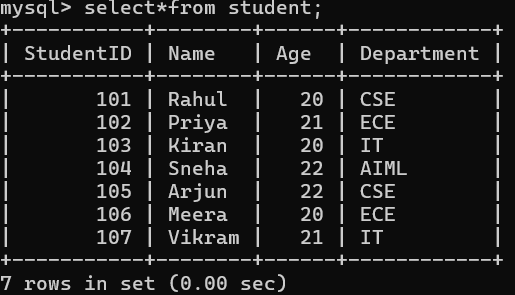 mysql> select*from student;
+-----------+--------+------+------------+
| StudentID | Name   | Age  | Department |
+-----------+--------+------+------------+
|       101 | Rahul  |   20 | CSE        |
|       102 | Priya  |   21 | ECE        |
|       103 | Kiran  |   20 | IT         |
|       104 | Sneha  |   22 | AIML       |
|       105 | Arjun  |   22 | CSE        |
|       106 | Meera  |   20 | ECE        |
|       107 | Vikram |   21 | IT         |
+-----------+--------+------+------------+
7 rows in set (0.00 sec)